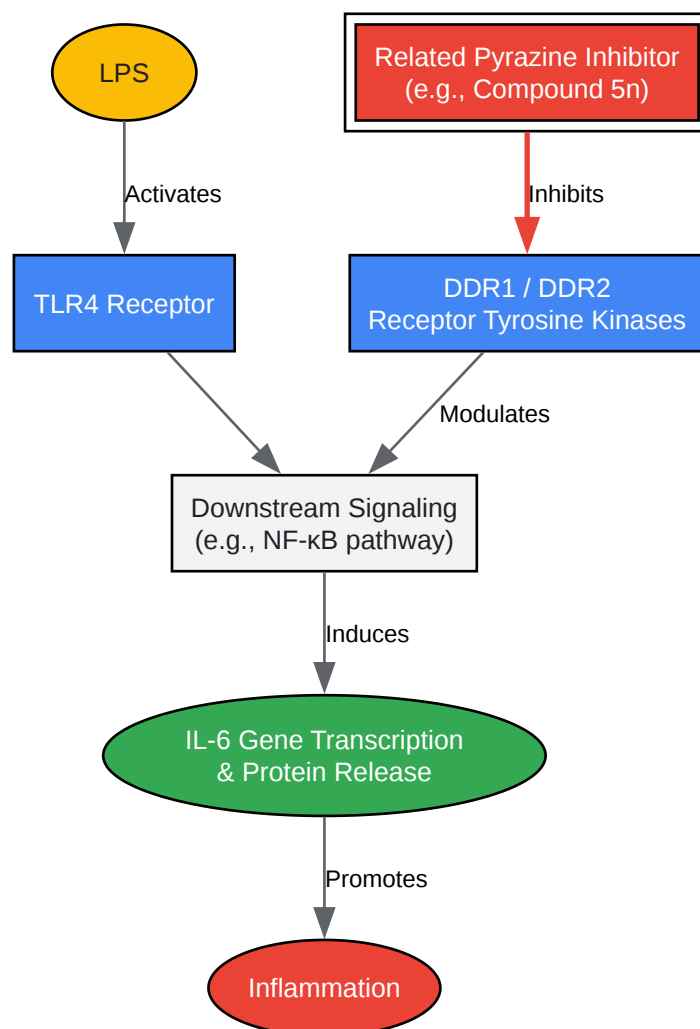 LPS
Related Pyrazine Inhibitor
(e.g., Compound 5n)
Activates
Inhibits
TLR4 Receptor
DDR1 / DDR2
Receptor Tyrosine Kinases
Modulates
Downstream Signaling
(e.g., NF-κB pathway)
Induces
IL-6 Gene Transcription
& Protein Release
Promotes
Inflammation